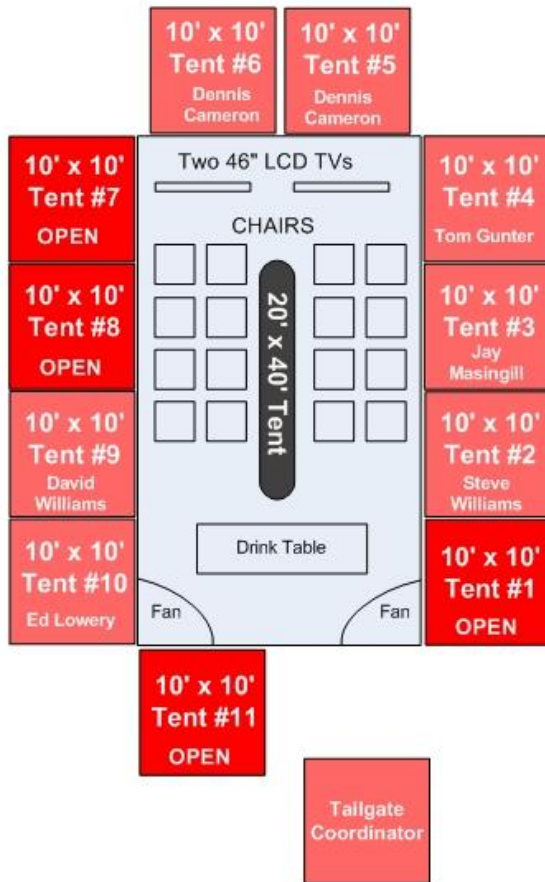 10' x 10'
Tent #6
Dennis
Cameron
10' x 10'
Tent #5
Dennis
Cameron
10' x 10'
Tent #7
OPEN
Two 46" LCD TVs
10' x 10'
Tent #4
Tom Gunter
CHAIRS
10' x 10'
Tent #8
OPEN
20' x 40' Tent
10' x 10'
Tent #3
Jay
Masingill
10' x 10'
Tent #9
David
Williams
10' x 10'
Tent #2
Steve
Williams
10' x 10'
Tent #10
Ed Lowery
Drink Table
Fan
Fan
10' x 10'
Tent #1
OPEN
10' x 10'
Tent #11
OPEN
Tailgate
Coordinator